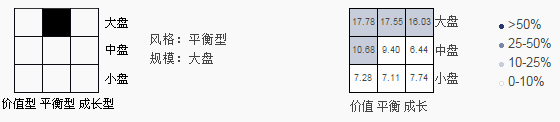 大盘
中盘
小盘
价值型 平衡型 成长型
风格：平衡型
规模：大盘
17.78 17.55 16.03 大盘
10.68 9.40 6.44 中盘
7.28 7.11 7.74 小盘
价值 平衡 成长
>50%
25-50%
10-25%
0-10%